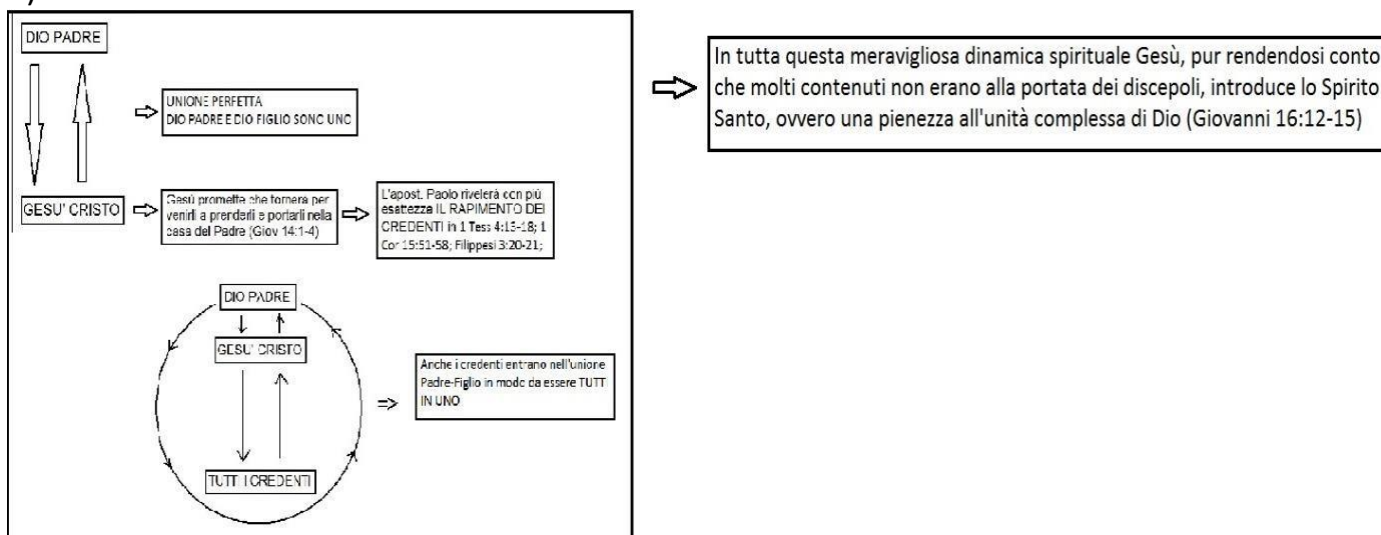 DIO PADRE
UNIONE PERFETTA
DIO PADRE E DIO FIGLIO SONO UNO
GESU' CRISTO
Gesù promette che tornera per
venirli a prenderli e portarli nella
casa del Padre (Giov 14:1-4)
L'apost. Paolo rivelerà con più
esattezza IL RAPIMENTO DEI
CREDENTI in 1 Tess 4:13-18; 1
Cor 15:51-58; Filippesi 3:20-21;
DIO PADRE
GESU' CRISTO
TUTTI I CREDENTI
Anche i credenti entrano nell'unione
Padre-Figlio in modo da essere TUTTI
IN UNO
In tutta questa meravigliosa dinamica spirituale Gesù, pur rendendosi conto
che molti contenuti non erano alla portata dei discepoli, introduce lo Spirito
Santo, ovvero una pienezza all'unità complessa di Dio (Giovanni 16:12-15)